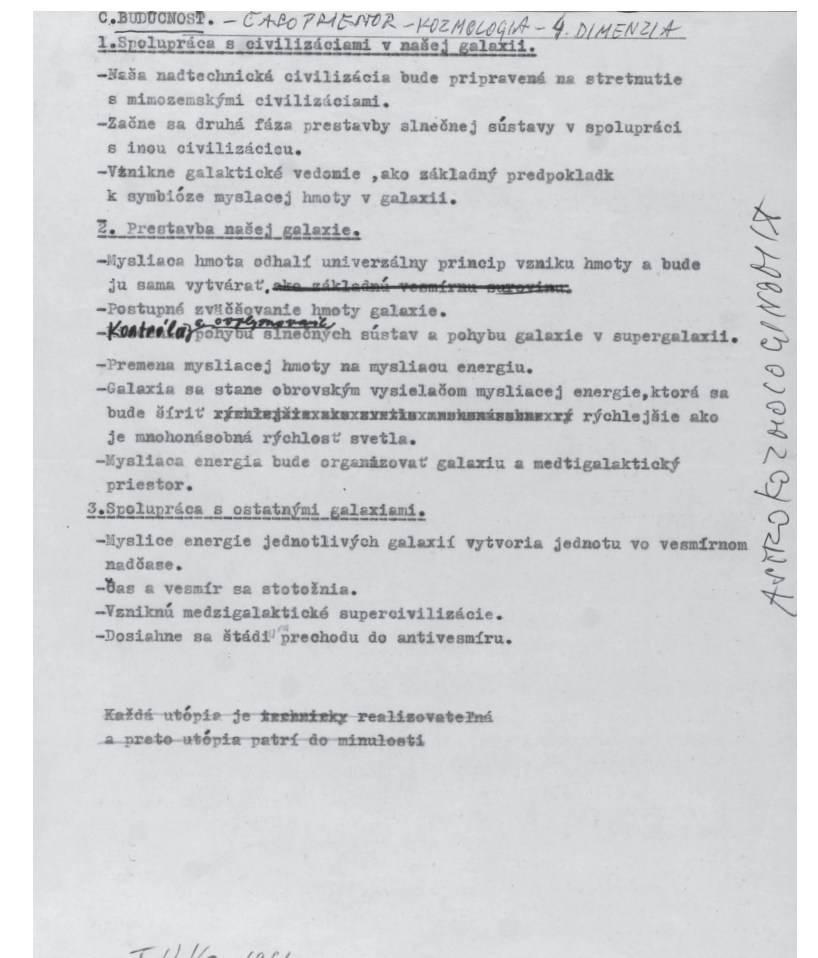 C.BUDÚCNOSŤ. - ČASOPRIESTOR - KOZMOLOGIA - 4. DIMENZIA
1.Spolupráca s civilizáciami v našej galaxii.
-Naša nadtechnická civilizácia bude pripravená na stretnutie
s mimozemskými civilizáciami.
-Začne sa druhá fáza prestavby slnečnej sústavy v spolupráci
s inou civilizácicu.
-Vznikne galaktické vedomie ,ako základný predpokladk
k symbióze myslacej hmoty v galaxii.
2. Prestavba našej galaxie.
-Mysliaca hmota odhalí univerzálny princip vzniku hmoty a bude
ju sama vytvárať,ako základnú vesmírnu surovinu.
-Postupné zväčšovanie hmoty galaxie.
-Kontrola a ovplyvnovanie pohybu slnečných sústav a pohybu galaxie v supergalaxii.
-Premena mysliacej hmoty na mysliacu energiu.
-Galaxia sa stane obrovským vysielačom mysliacej energie,ktorá sa
bude šíriť rýchlejšie ako
je mnohonásobná rýchlosť svetla.
-Mysliaca energia bude organizovať galaxiu a medtigalaktický
priestor.
3.Spolupráca s ostatnými galaxiami.
-Myslice energie jednotlivých galaxií vytvoria jednotu vo vesmírnom
nadčase.
-Čas a vesmír sa stotožnia.
-Vzniknú medzigalaktické supercivilizácie.
-Dosiahne sa štádium prechodu do antivesmíru.
Každá utópia je technicky realizovateľná
a preto utópia patrí do minulosti